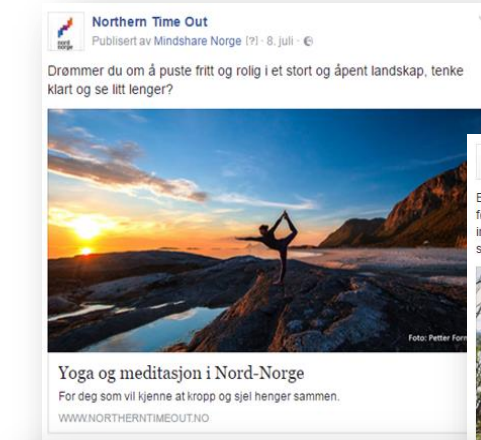 Northern Time Out
Publisert av Mindshare Norge [?] · 8. juli ·
Drømmer du om å puste fritt og rolig i et stort og åpent landskap, tenke
klart og se litt lenger?
Foto: Petter
Yoga og meditasjon i Nord-Norge
For deg som vil kjenne at kropp og sjel henger sammen.
WWW.NORTHERNTIMEOUT.NO